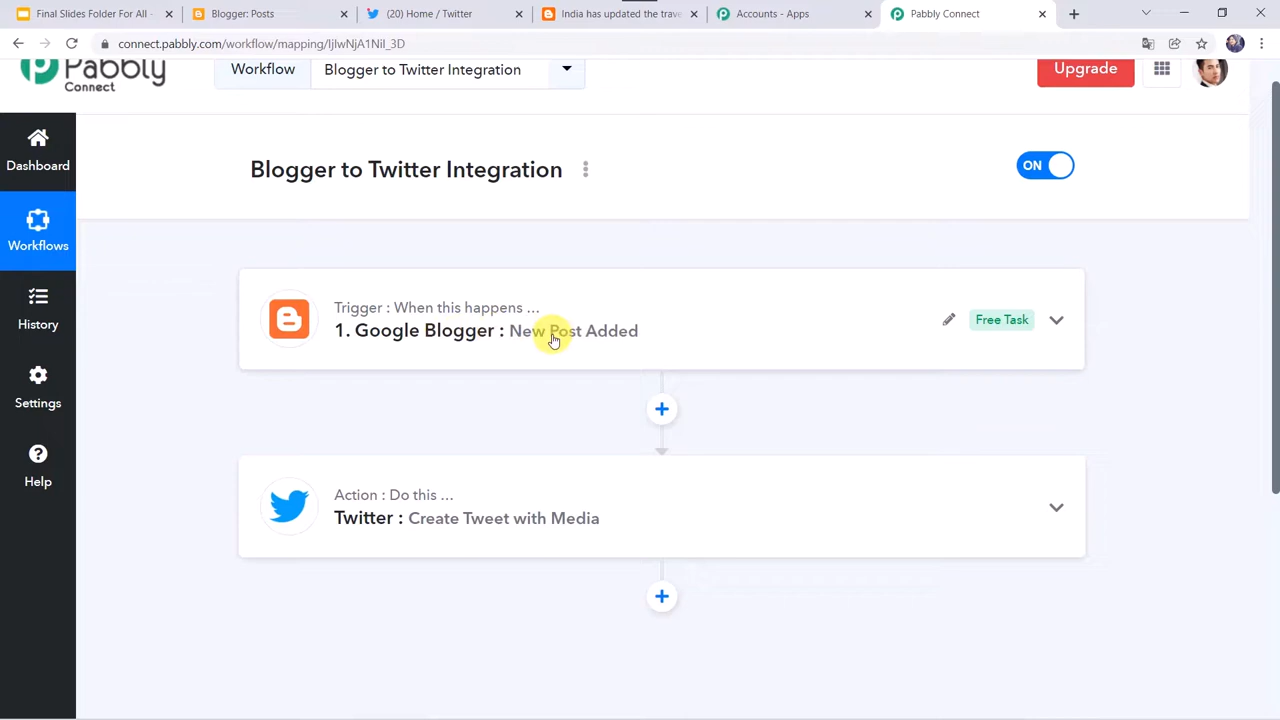 Final Slides Folder For All -
Blogger: Posts
(20) Home / Twitter
India has updated the trave
Accounts - Apps
Pabbly Connect
connect.pabbly.com/workflow/mapping/IjIwNjA1NiI_3D
Pabbly
Connect
Workflow
Blogger to Twitter Integration
Upgrade
Dashboard
Workflows
History
Settings
Help
Blogger to Twitter Integration
ON
Trigger : When this happens ...
1. Google Blogger : New Post Added
Free Task
Action : Do this ...
Twitter : Create Tweet with Media